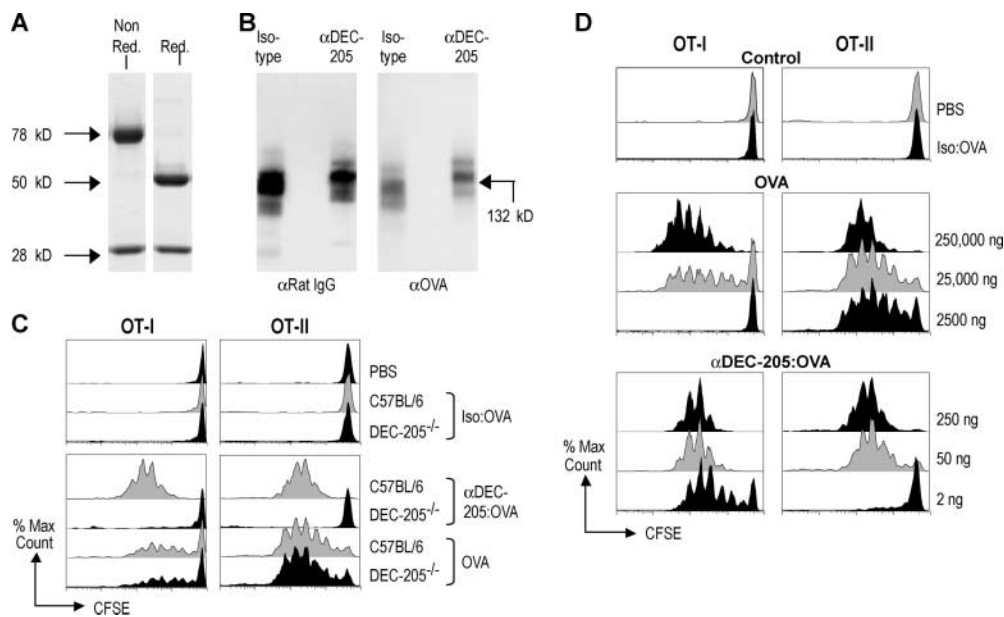 A
Non
Red.
Red.
78 kD
50 kD
28 kD
B
Iso-
type
αDEC-
205
Iso-
type
αDEC-
205
132 kD
αRat IgG
αOVA
C
OT-I
OT-II
PBS
C57BL/6
DEC-205-/-
Iso:OVA
C57BL/6
DEC-205-/-
αDEC-
205:OVA
C57BL/6
DEC-205-/-
OVA
% Max
Count
CFSE
D
OT-I
OT-II
Control
PBS
Iso:OVA
OVA
250,000 ng
25,000 ng
2500 ng
αDEC-205:OVA
250 ng
50 ng
2 ng
% Max
Count
CFSE